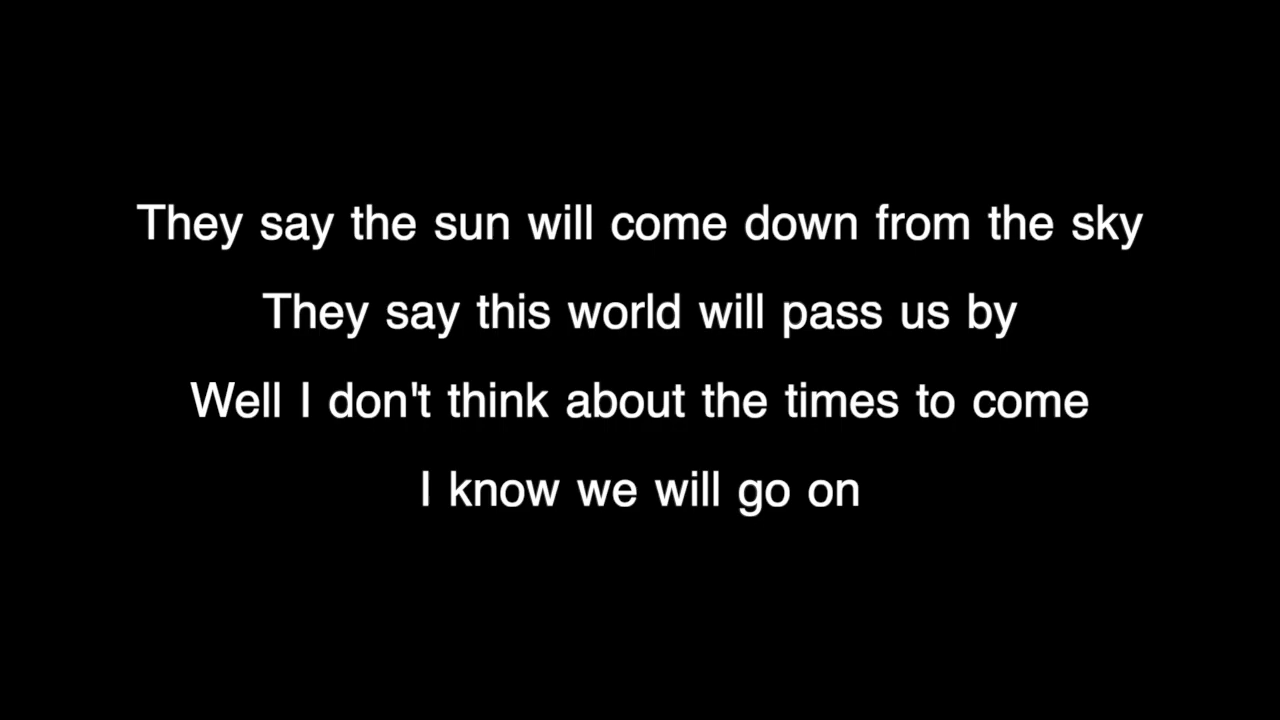 They say the sun will come down from the sky
They say this world will pass us by
Well I don't think about the times to come
I know we will go on